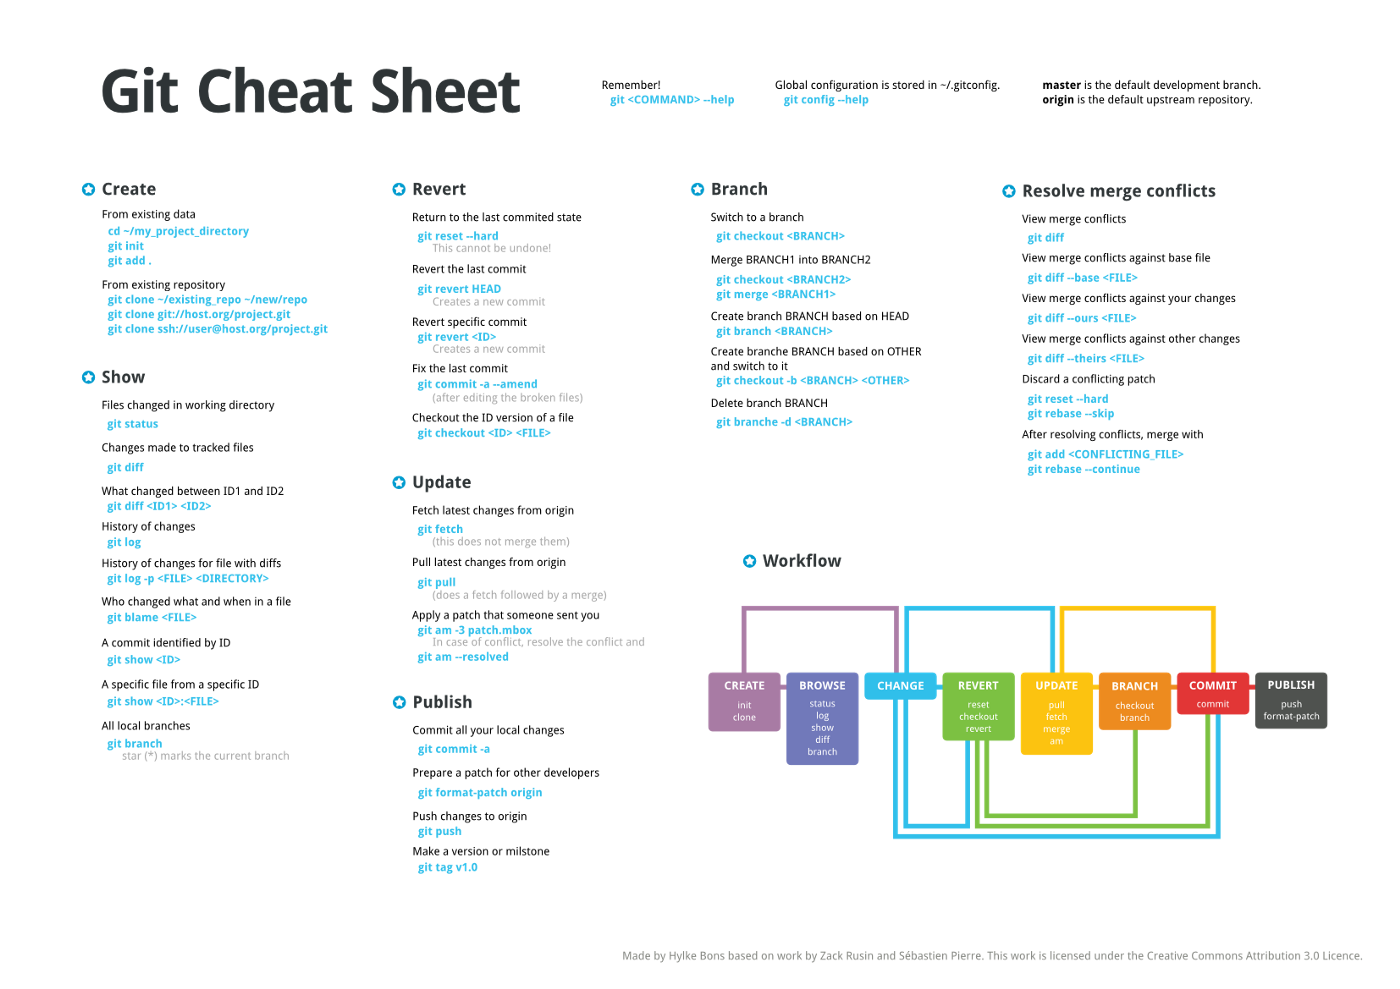 Git Cheat Sheet
Remember!
git <COMMAND> --help
Global configuration is stored in ~/.gitconfig.
git config --help
master is the default development branch.
origin is the default upstream repository.
Create
From existing data
cd ~/my_project_directory
git init
git add .
From existing repository
git clone ~/existing_repo ~/new/repo
git clone git://host.org/project.git
git clone ssh://user@host.org/project.git
Show
Files changed in working directory
git status
Changes made to tracked files
git diff
What changed between ID1 and ID2
git diff <ID1> <ID2>
History of changes
git log
History of changes for file with diffs
git log -p <FILE> <DIRECTORY>
Who changed what and when in a file
git blame <FILE>
A commit identified by ID
git show <ID>
A specific file from a specific ID
git show <ID>:<FILE>
All local branches
git branch
star (*) marks the current branch
Revert
Return to the last commited state
git reset --hard
This cannot be undone!
Revert the last commit
git revert HEAD
Creates a new commit
Revert specific commit
git revert <ID>
Creates a new commit
Fix the last commit
git commit -a --amend
(after editing the broken files)
Checkout the ID version of a file
git checkout <ID> <FILE>
Update
Fetch latest changes from origin
git fetch
(this does not merge them)
Pull latest changes from origin
git pull
(does a fetch followed by a merge)
Apply a patch that someone sent you
git am -3 patch.mbox
In case of conflict, resolve the conflict and
git am --resolved
Publish
Commit all your local changes
git commit -a
Prepare a patch for other developers
git format-patch origin
Push changes to origin
git push
Make a version or milstone
git tag v1.0
Branch
Switch to a branch
git checkout <BRANCH>
Merge BRANCH1 into BRANCH2
git checkout <BRANCH2>
git merge <BRANCH1>
Create branch BRANCH based on HEAD
git branch <BRANCH>
Create branche BRANCH based on OTHER
and switch to it
git checkout -b <BRANCH> <OTHER>
Delete branch BRANCH
git branche -d <BRANCH>
Resolve merge conflicts
View merge conflicts
git diff
View merge conflicts against base file
git diff --base <FILE>
View merge conflicts against your changes
git diff --ours <FILE>
View merge conflicts against other changes
git diff --theirs <FILE>
Discard a conflicting patch
git reset --hard
git rebase --skip
After resolving conflicts, merge with
git add <CONFLICTING_FILE>
git rebase --continue
Workflow
CREATE
init
clone
BROWSE
status
log
show
diff
branch
CHANGE
REVERT
reset
checkout
revert
UPDATE
pull
fetch
merge
am
BRANCH
checkout
branch
COMMIT
commit
PUBLISH
push
format-patch
Made by Hylke Bons based on work by Zack Rusin and Sébastien Pierre. This work is licensed under the Creative Commons Attribution 3.0 Licence.